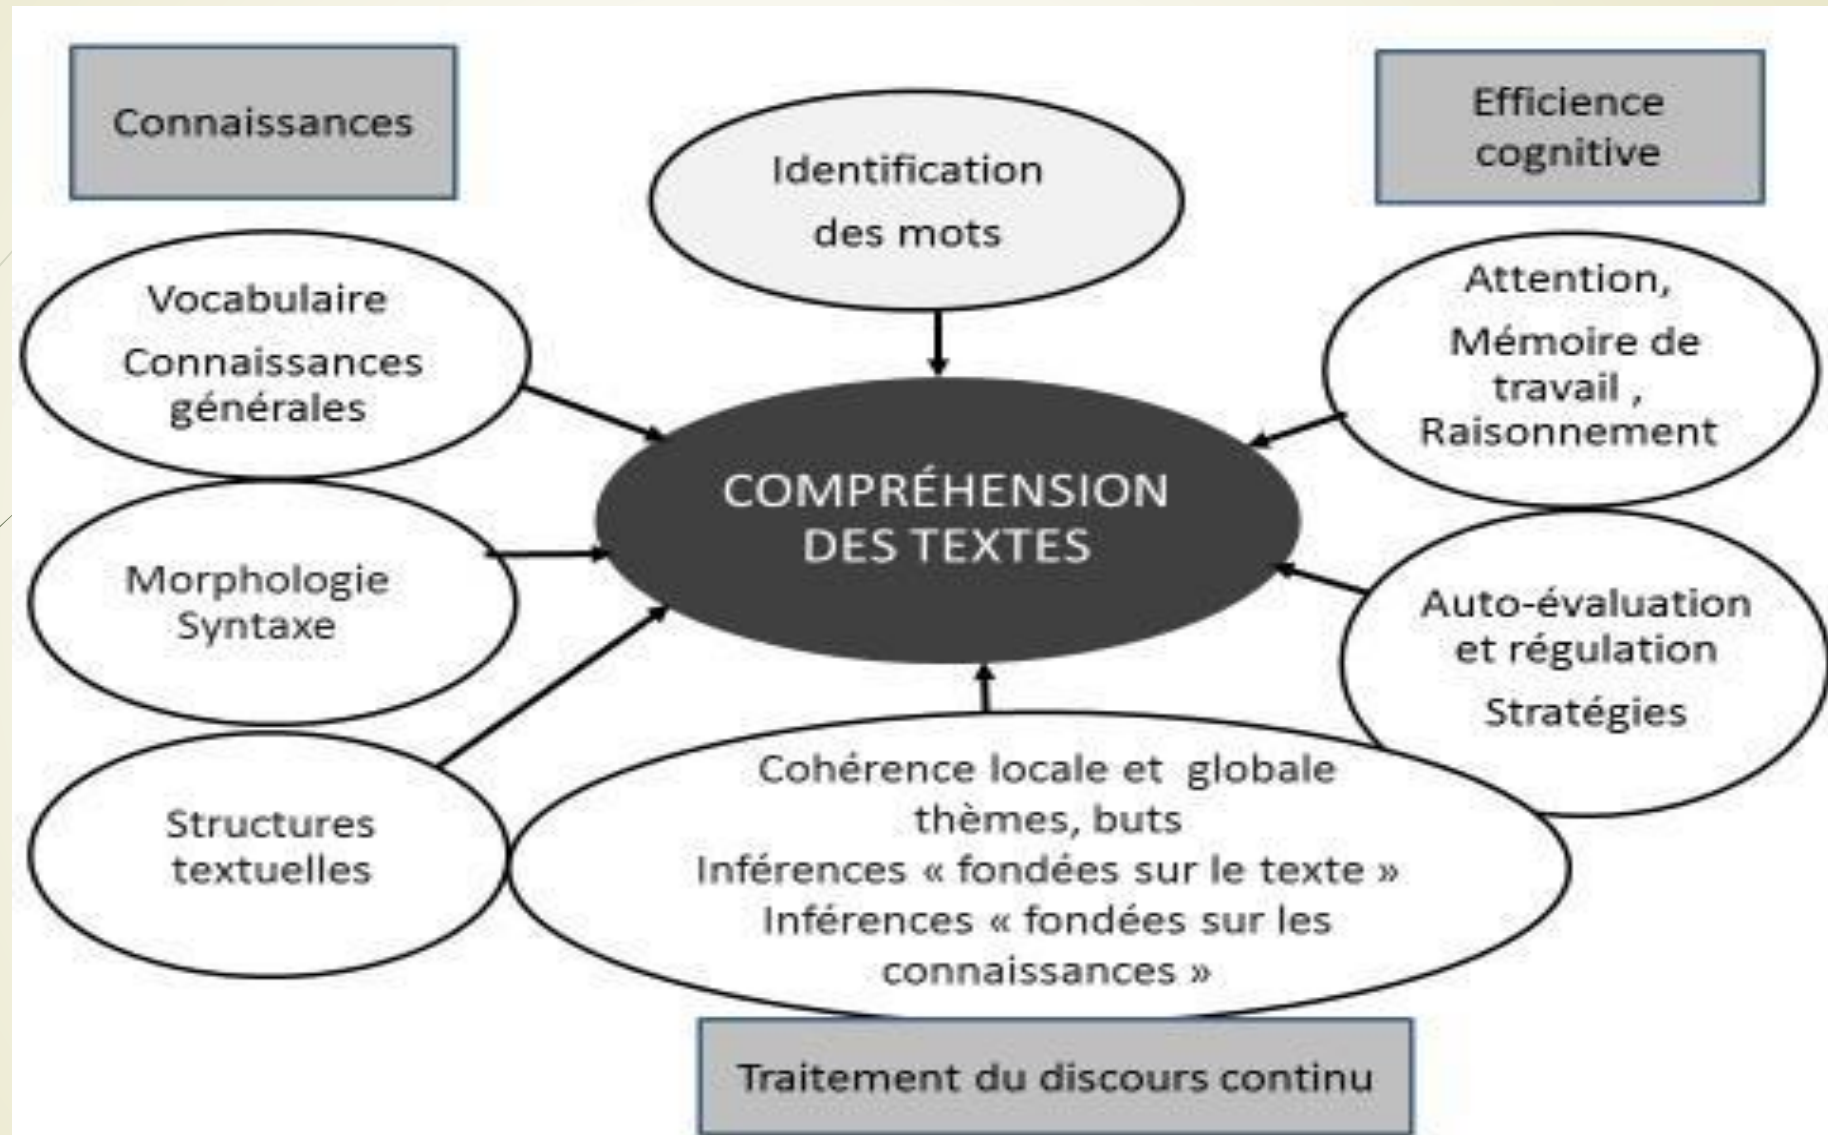 Connaissances
Efficience
cognitive
Identification
des mots
Vocabulaire
Connaissances
générales
Attention,
Mémoire de
travail ,
Raisonnement
COMPRÉHENSION
DES TEXTES
Morphologie
Syntaxe
Auto-évaluation
et régulation
Stratégies
Structures
textuelles
Cohérence locale et globale
thèmes, buts
Inférences « fondées sur le texte »
Inférences « fondées sur les
connaissances »
Traitement du discours continu